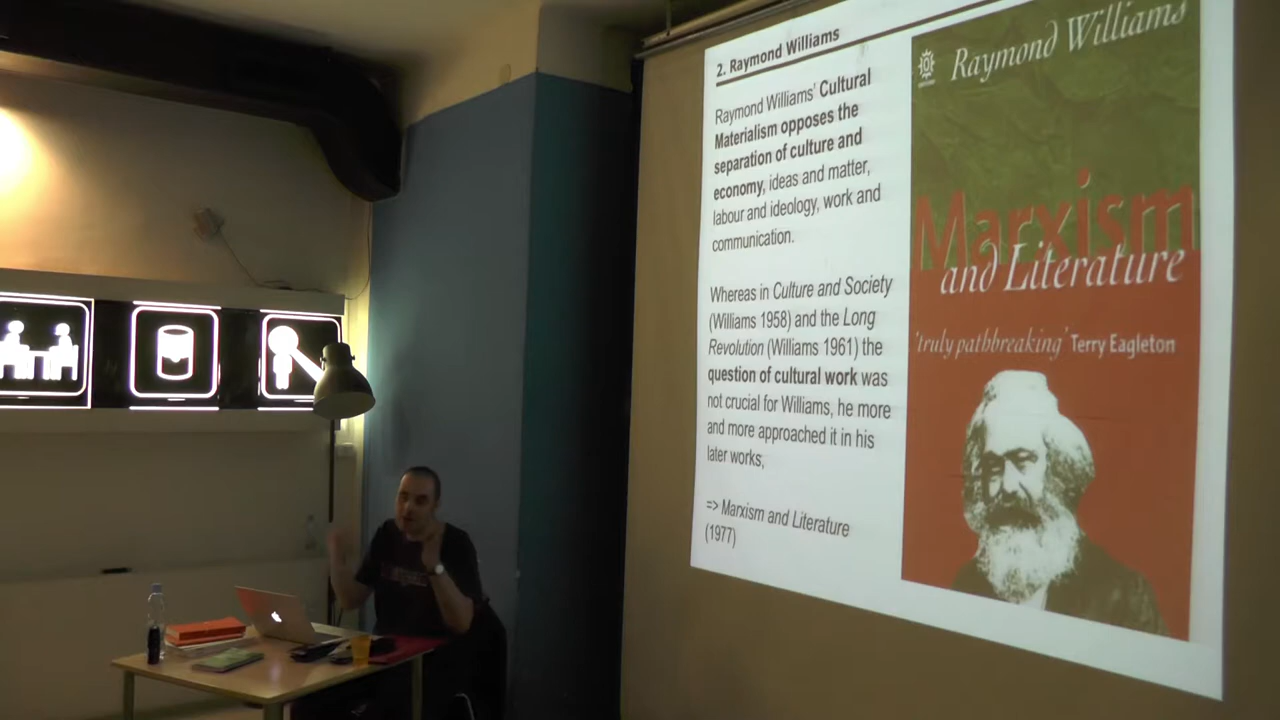 2. Raymond Williams
Raymond Williams' Cultural
Materialism opposes the
separation of culture and
economy, ideas and matter,
labour and ideology, work and
communication.
Whereas in Culture and Society
(Williams 1958) and the Long
Revolution (Williams 1961) the
question of cultural work was
not crucial for Williams, he more
and more approached it in his
later works,
=> Marxism and Literature
(1977)
Raymond Williams
Marxism
and Literature
'truly pathbreaking' Terry Eagleton